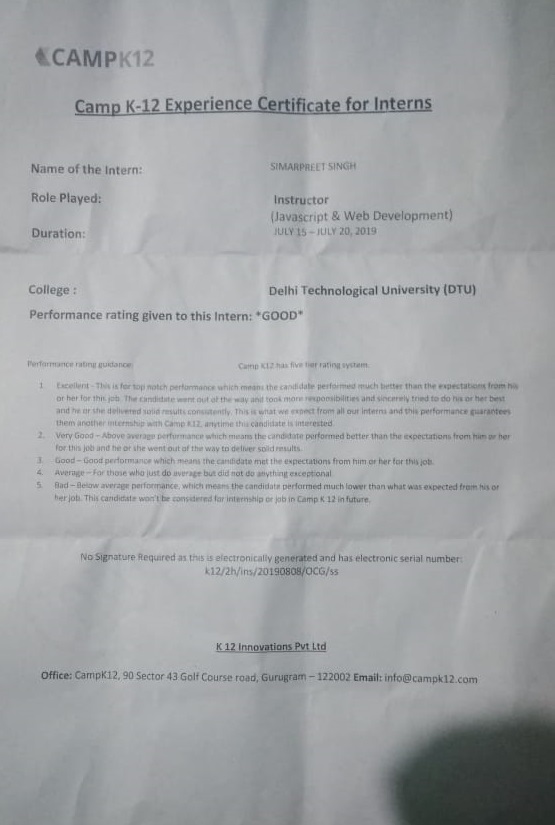 CAMPK12
Camp K-12 Experience Certificate for Interns
Name of the Intern: SIMARPREET SINGH
Role Played: Instructor
(Javascript & Web Development)
Duration: JULY 15 – JULY 20, 2019
College : Delhi Technological University (DTU)
Performance rating given to this Intern: *GOOD*
Performance rating guidance: Camp K12 has five tier rating system.
1. Excellent - This is for top notch performance which means the candidate performed much better than the expectations from his
or her for this job. The candidate went out of the way and took more responsibilities and sincerely tried to do his or her best
and he or she delivered solid results consistently. This is what we expect from all our interns and this performance guarantees
them another internship with Camp K12, anytime this candidate is interested.
2. Very Good – Above average performance which means the candidate performed better than the expectations from him or her
for this job and he or she went out of the way to deliver solid results.
3. Good – Good performance which means the candidate met the expectations from him or her for this job.
4. Average – For those who just do average but did not do anything exceptional.
5. Bad – Below average performance, which means the candidate performed much lower than what was expected from his or
her job. This candidate won't be considered for internship or job in Camp K 12 in future.
No Signature Required as this is electronically generated and has electronic serial number:
k12/2h/ins/20190808/OCG/ss
K 12 Innovations Pvt Ltd
Office: CampK12, 90 Sector 43 Golf Course road, Gurugram – 122002 Email: info@campk12.com